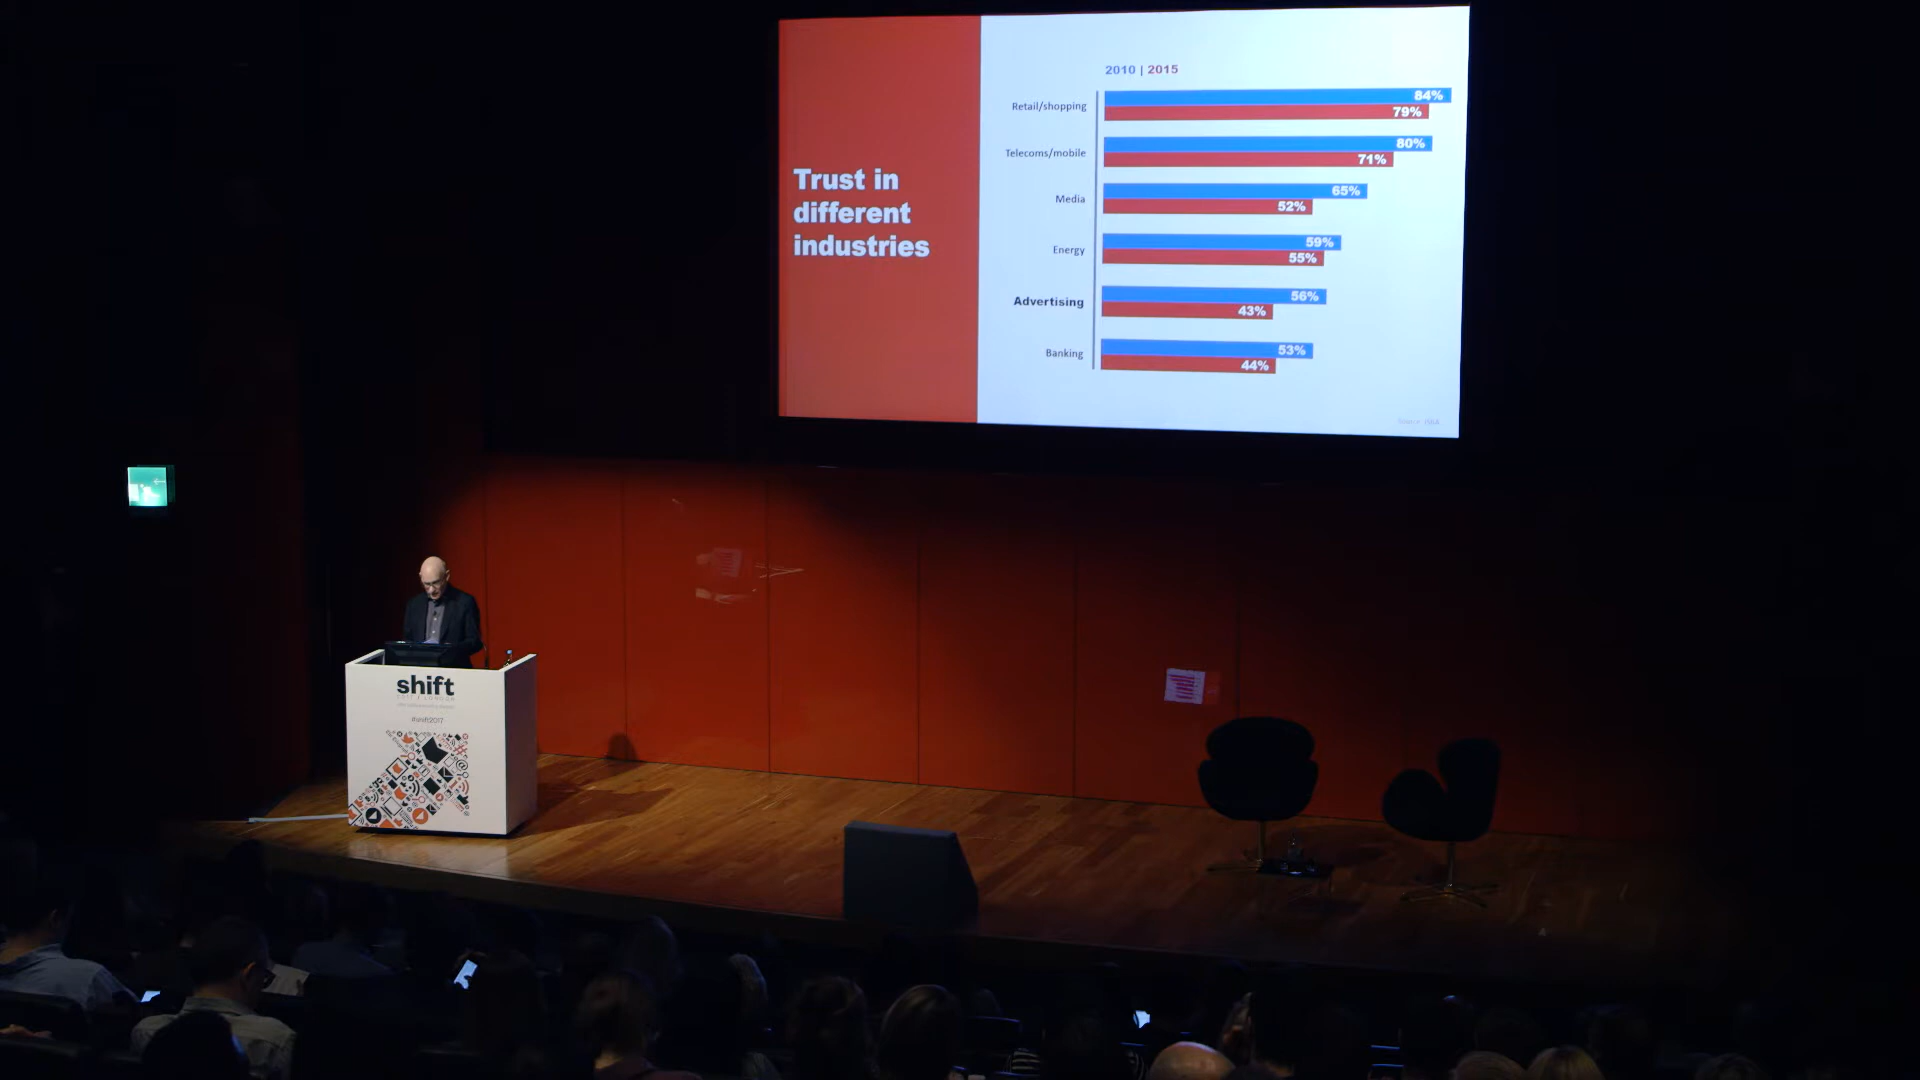 2010 | 2015
Retail/shopping
84%
79%
Telecoms/mobile
80%
71%
Media
65%
52%
Energy
59%
55%
Advertising
56%
43%
Banking
53%
44%
Trust in
different
industries
shift
#shift2017